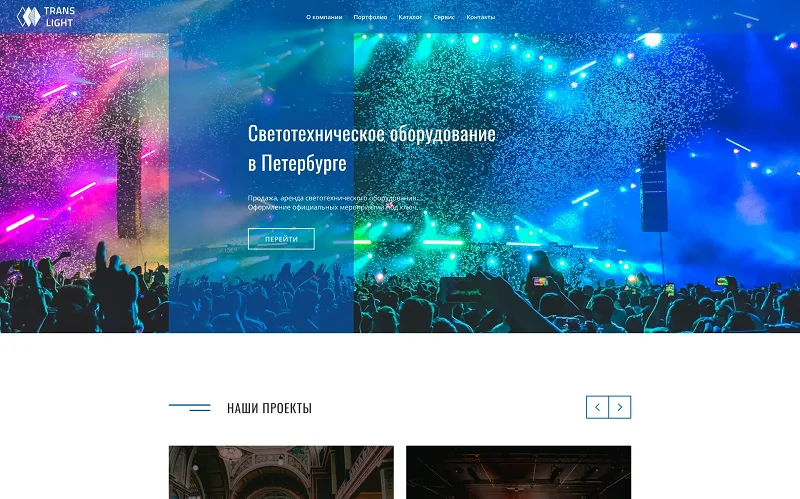 TRANS
LIGHT
О компании Портфолио Каталог Сервис Контакты
Светотехническое оборудование
в Петербурге
Продажа, аренда светотехнического оборудования.
Оформление официальных мероприятий под ключ.
ПЕРЕЙТИ
НАШИ ПРОЕКТЫ